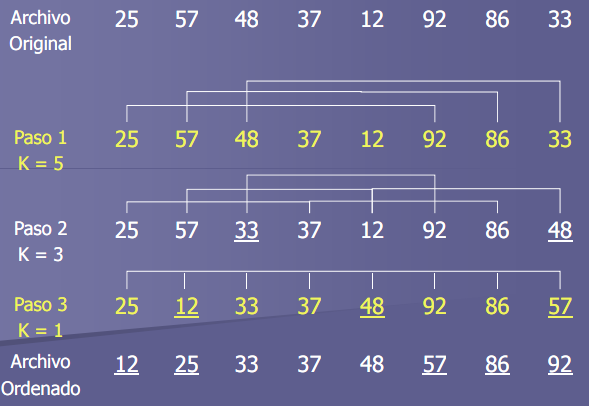 Archivo 25 57 48 37 12 92 86 33
Original
Paso 1 25 57 48 37 12 92 86 33
K = 5
Paso 2 25 57 33 37 12 92 86 48
K = 3
Paso 3 25 12 33 37 48 92 86 57
K = 1
Archivo 12 25 33 37 48 57 86 92
Ordenado